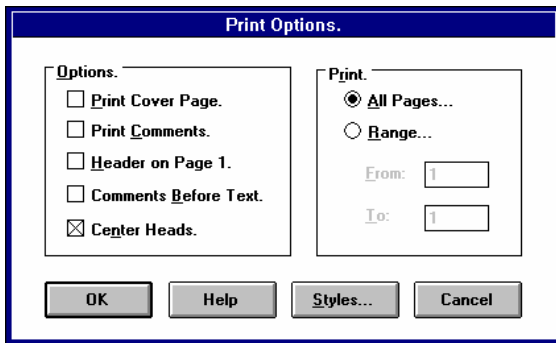 Print Options.
Options.
Print Cover Page.
Print Comments.
Header on Page 1.
Comments Before Text.
Center Heads.
Print.
All Pages...
Range...
From: 1
To: 1
OK Help Styles... Cancel